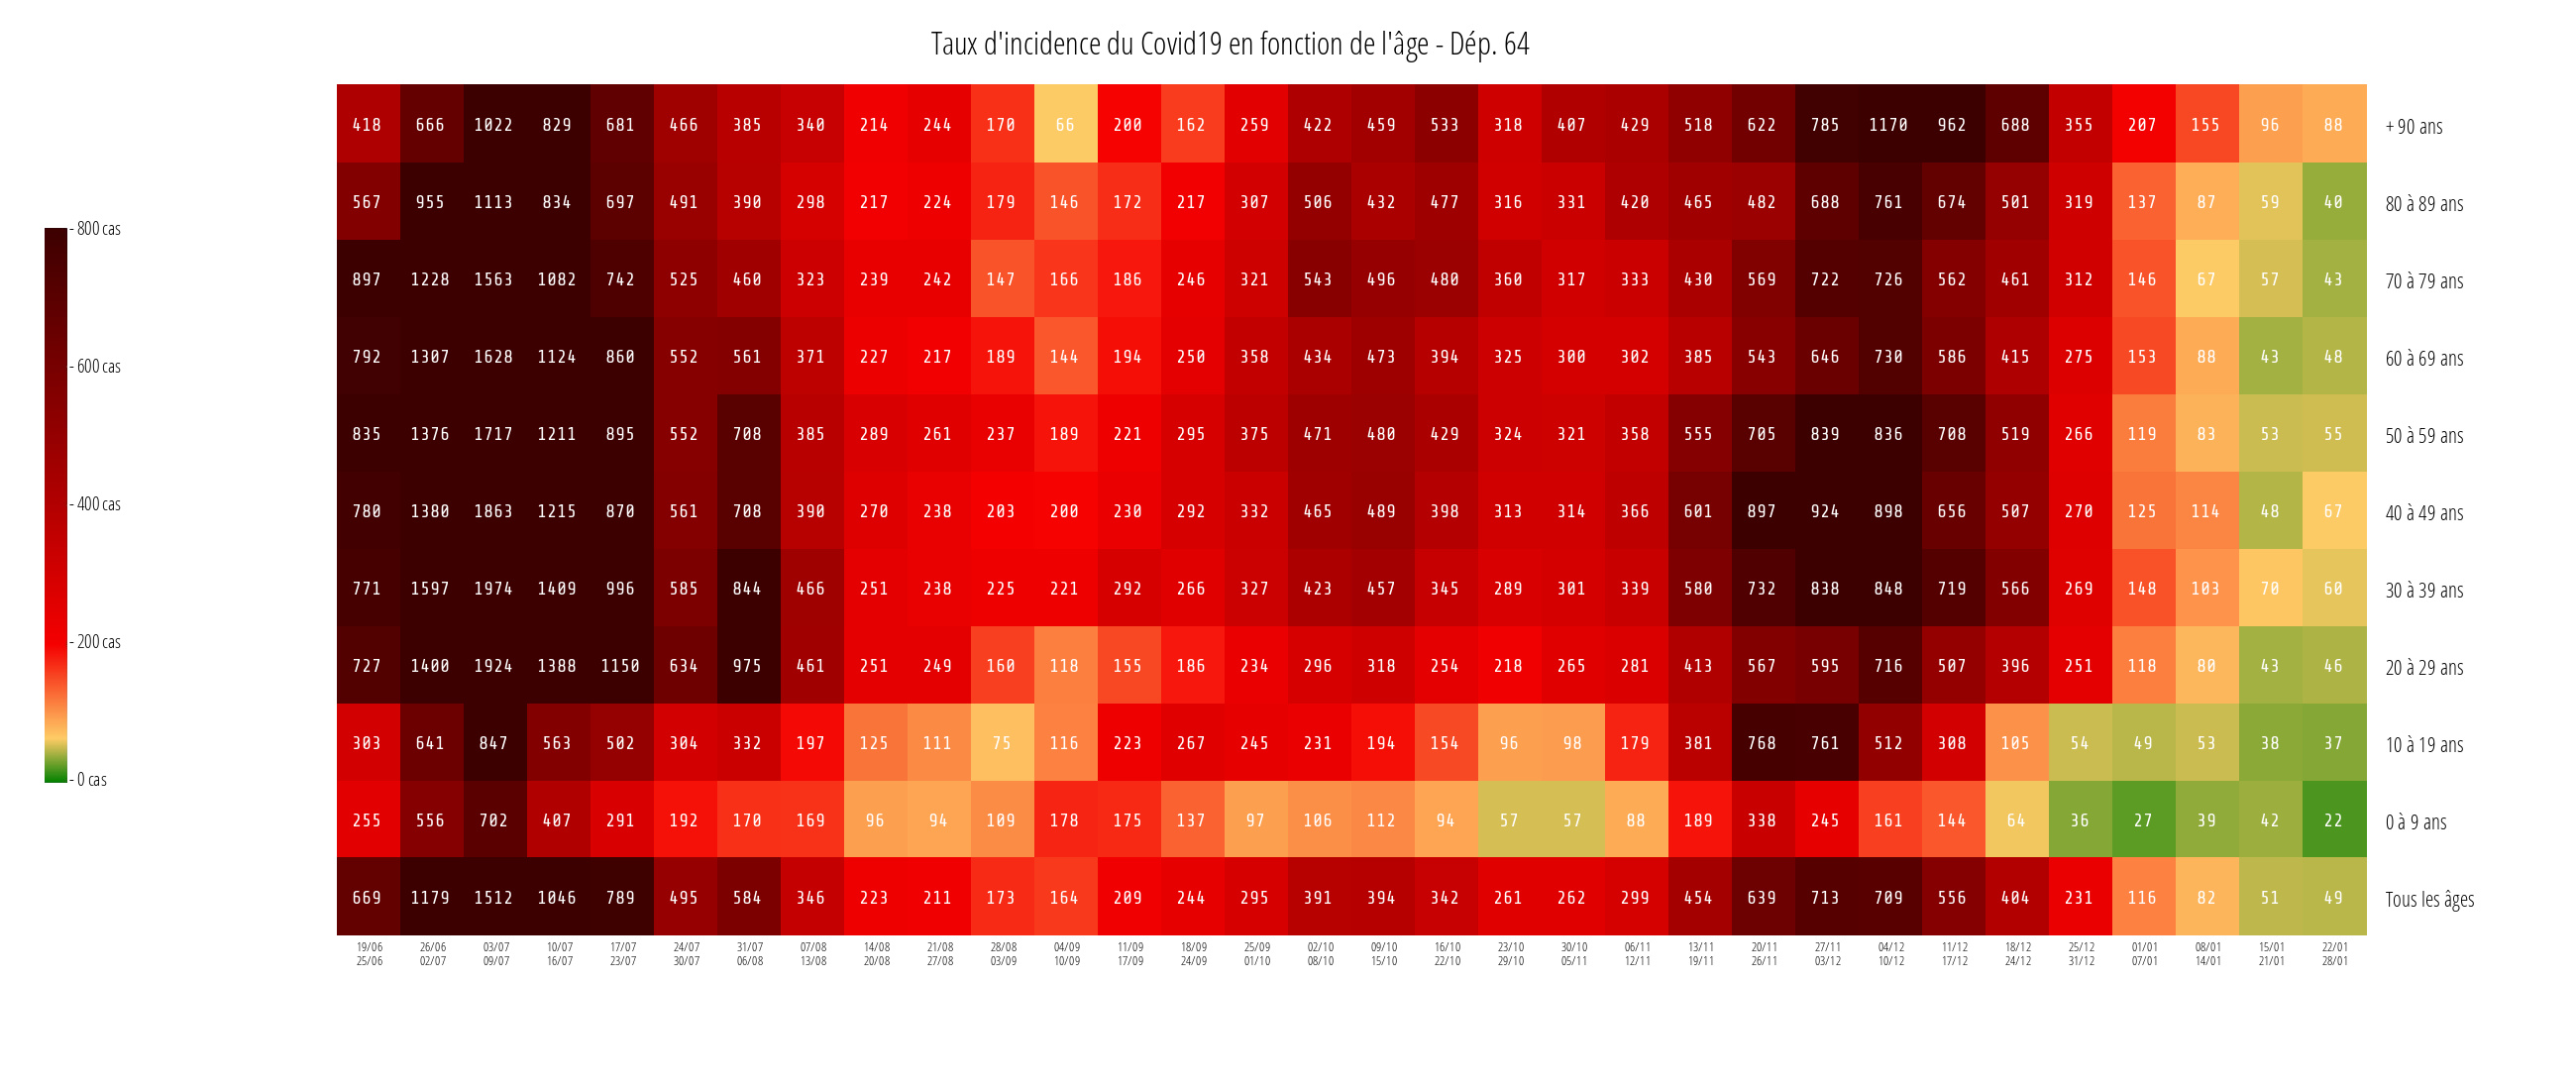 Taux d'incidence du Covid19 en fonction de l'âge - Dép. 64
418 666 1022 829 681 466 385 340 214 244 170 66 200 162 259 422 459 533 318 407 429 518 622 785 1170 962 688 355 207 155 96 88 + 90 ans
567 955 1113 834 697 491 390 298 217 224 179 146 172 217 307 506 432 477 316 331 420 465 482 688 761 674 501 319 137 87 59 40 80 à 89 ans
- 800 cas
897 1228 1563 1082 742 525 460 323 239 242 147 166 186 246 321 543 496 480 360 317 333 430 569 722 726 562 461 312 146 67 57 43 70 à 79 ans
792 1307 1628 1124 860 552 561 371 227 217 189 144 194 250 358 434 473 394 325 300 302 385 543 646 730 586 415 275 153 88 43 48 60 à 69 ans
- 600 cas
835 1376 1717 1211 895 552 708 385 289 261 237 189 221 295 375 471 480 429 324 321 358 555 705 839 836 708 519 266 119 83 53 55 50 à 59 ans
- 400 cas
780 1380 1863 1215 870 561 708 390 270 238 203 200 230 292 332 465 489 398 313 314 366 601 897 924 898 656 507 270 125 114 48 67 40 à 49 ans
771 1597 1974 1409 996 585 844 466 251 238 225 221 292 266 327 423 457 345 289 301 339 580 732 838 848 719 566 269 148 103 70 60 30 à 39 ans
- 200 cas
727 1400 1924 1388 1150 634 975 461 251 249 160 118 155 186 234 296 318 254 218 265 281 413 567 595 716 507 396 251 118 80 43 46 20 à 29 ans
303 641 847 563 502 304 332 197 125 111 75 116 223 267 245 231 194 154 96 98 179 381 768 761 512 308 105 54 49 53 38 37 10 à 19 ans
- 0 cas
255 556 702 407 291 192 170 169 96 94 109 178 175 137 97 106 112 94 57 57 88 189 338 245 161 144 64 36 27 39 42 22 0 à 9 ans
669 1179 1512 1046 789 495 584 346 223 211 173 164 209 244 295 391 394 342 261 262 299 454 639 713 709 556 404 231 116 82 51 49 Tous les âges
19/06 26/06 03/07 10/07 17/07 24/07 31/07 07/08 14/08 21/08 28/08 04/09 11/09 18/09 25/09 02/10 09/10 16/10 23/10 30/10 06/11 13/11 20/11 27/11 04/12 11/12 18/12 25/12 01/01 08/01 15/01 22/01
25/06 02/07 09/07 16/07 23/07 30/07 06/08 13/08 20/08 27/08 03/09 10/09 17/09 24/09 01/10 08/10 15/10 22/10 29/10 05/11 12/11 19/11 26/11 03/12 10/12 17/12 24/12 31/12 07/01 14/01 21/01 28/01